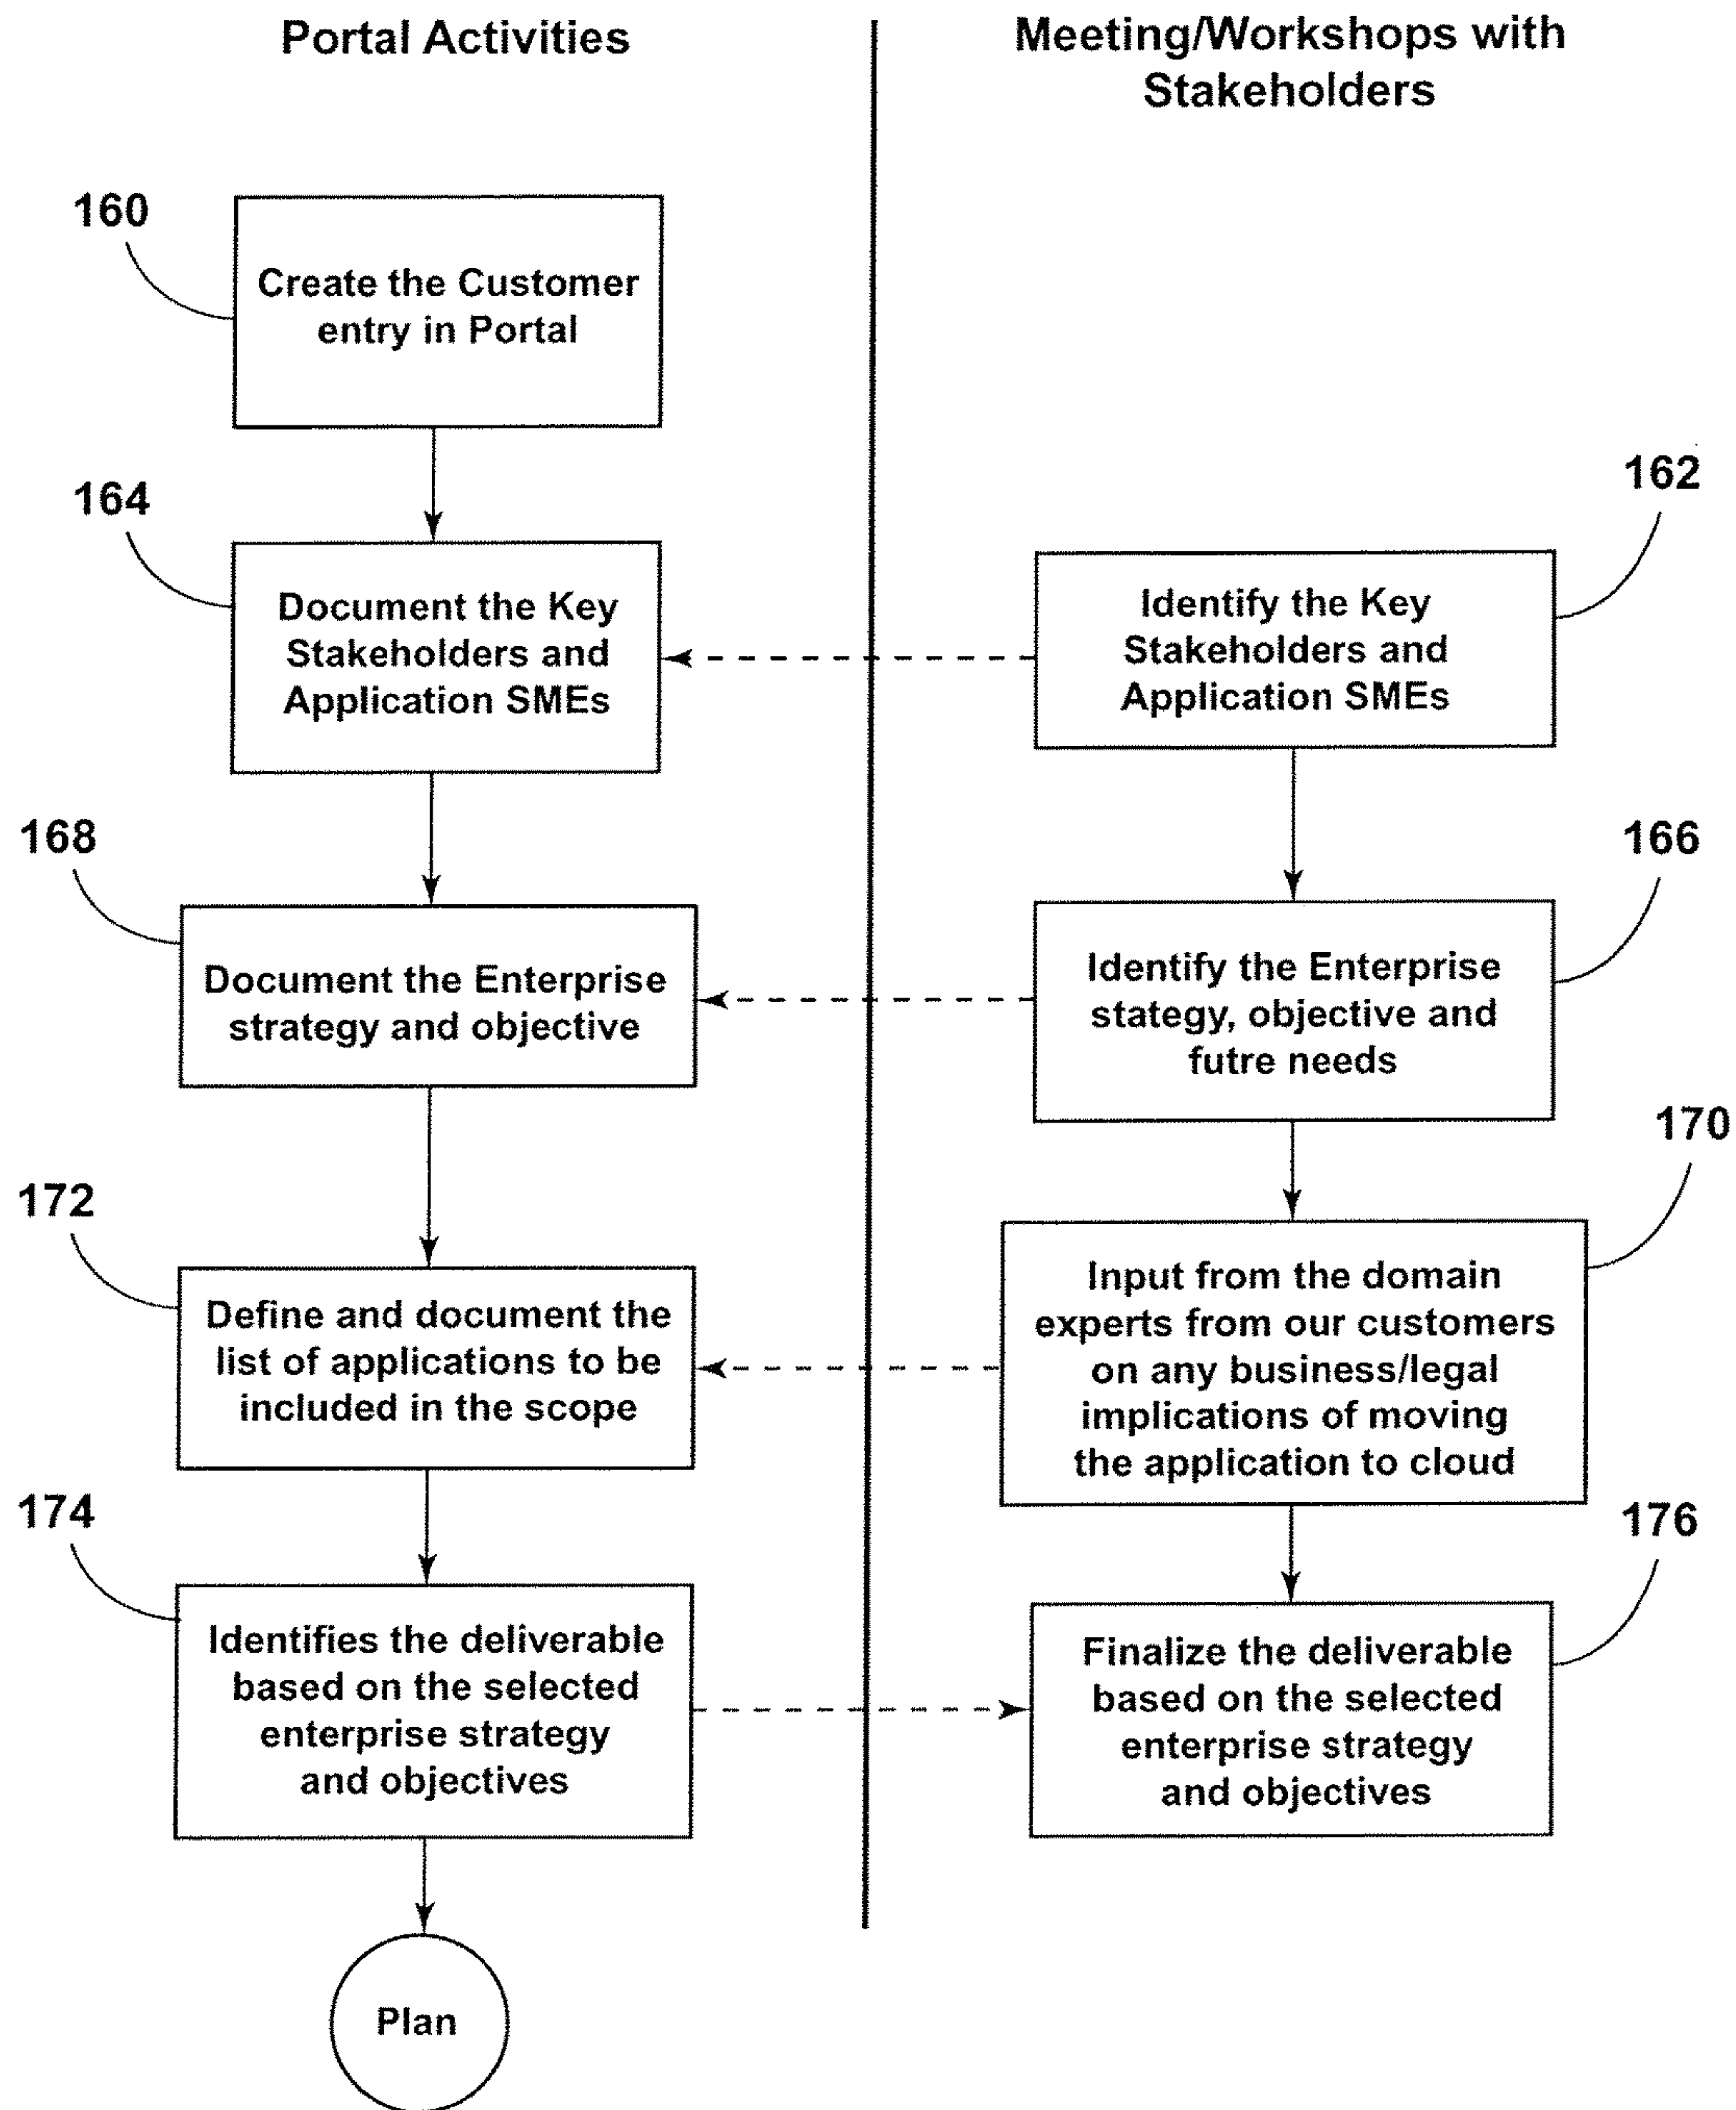 Portal Activities
Meeting/Workshops with
Stakeholders
160
Create the Customer
entry in Portal
164
Document the Key
Stakeholders and
Application SMEs
162
Identify the Key
Stakeholders and
Application SMEs
168
Document the Enterprise
strategy and objective
166
Identify the Enterprise
stategy, objective and
futre needs
170
Input from the domain
experts from our customers
on any business/legal
implications of moving
the application to cloud
172
Define and document the
list of applications to be
included in the scope
174
Identifies the deliverable
based on the selected
enterprise strategy
and objectives
176
Finalize the deliverable
based on the selected
enterprise strategy
and objectives
Plan